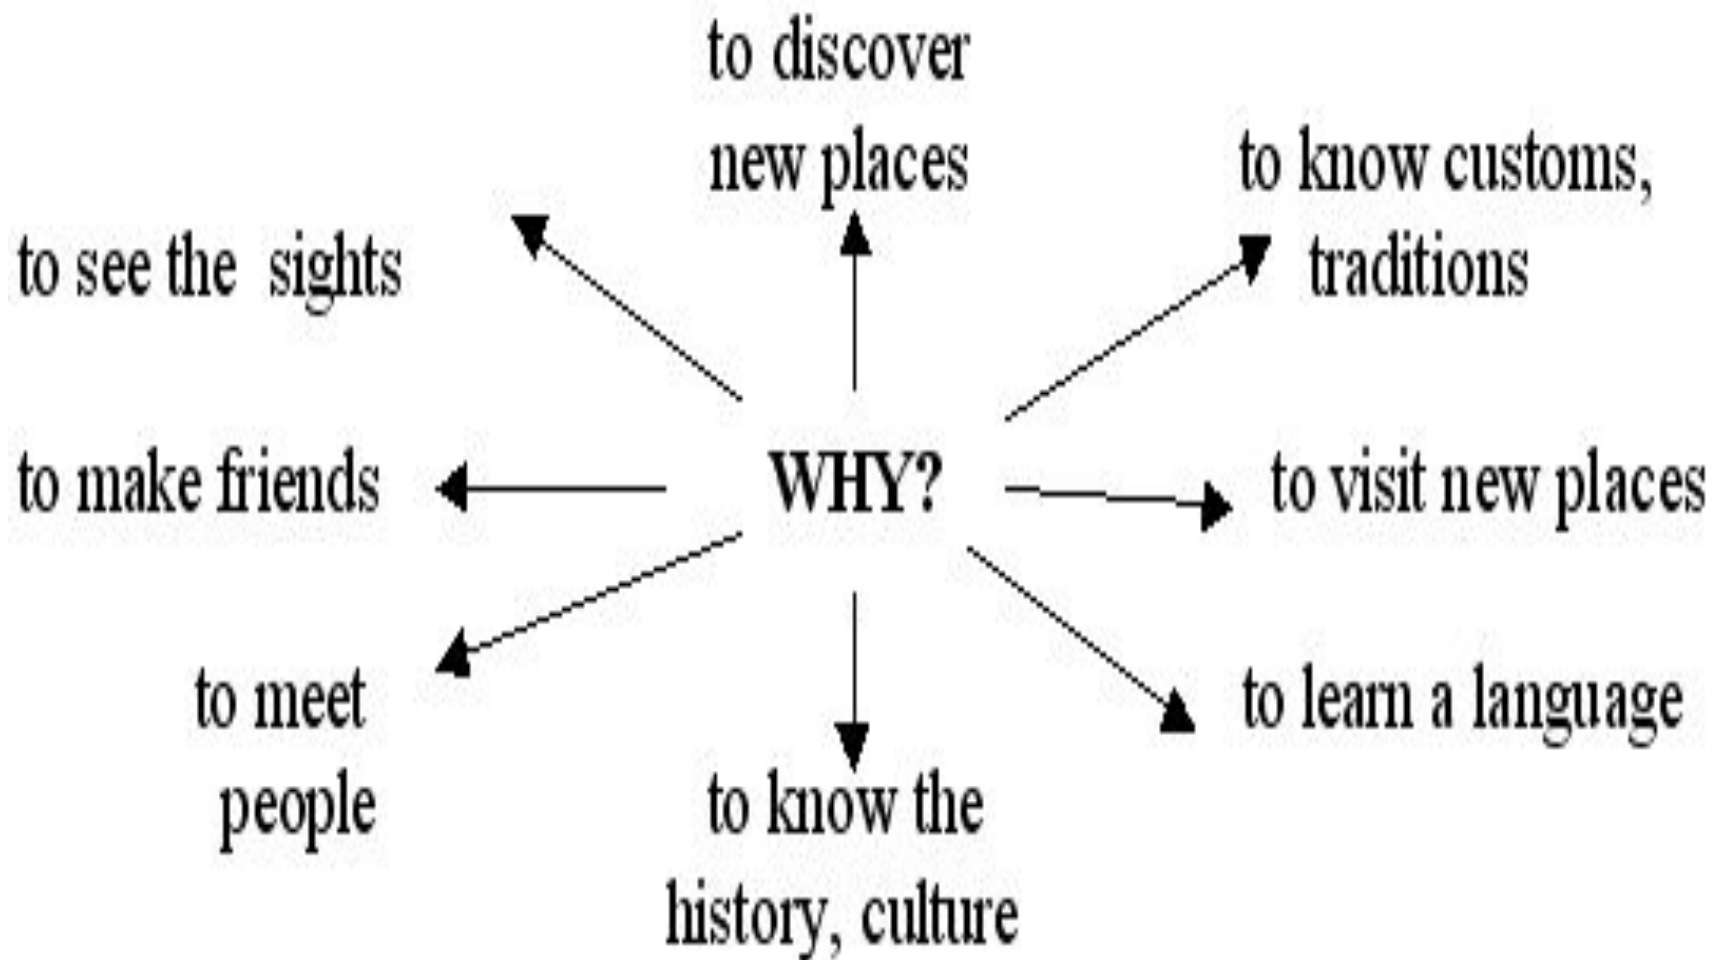 to discover
new places
to know customs,
traditions
to see the sights
to make friends
WHY?
to visit new places
to meet
people
to learn a language
to know the
history, culture